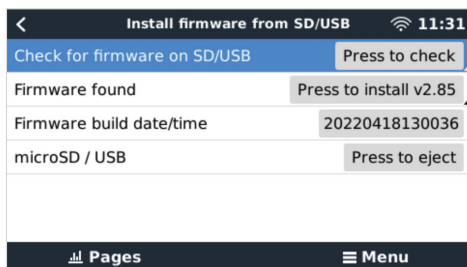 Install firmware from SD/USB 11:31
Check for firmware on SD/USB Press to check
Firmware found Press to install v2.85
Firmware build date/time 20220418130036
microSD / USB Press to eject
Pages Menu